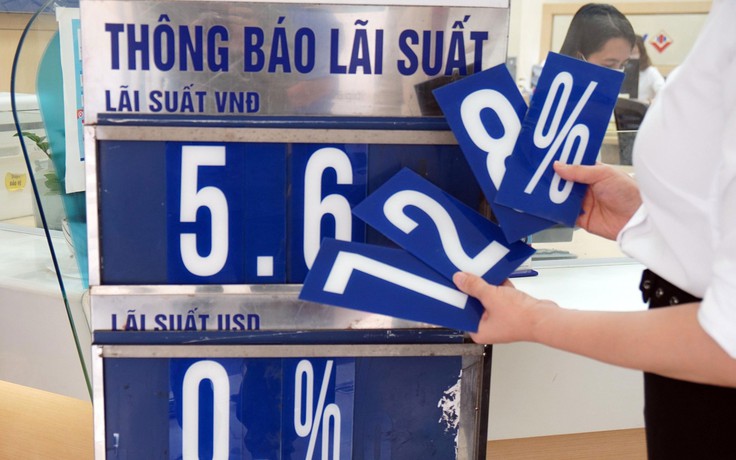 THÔNG BÁO LÃI SUẤT
LÃI SUẤT VNĐ
5.6
8 %
2
1
LÃI SUẤT USD
0 %